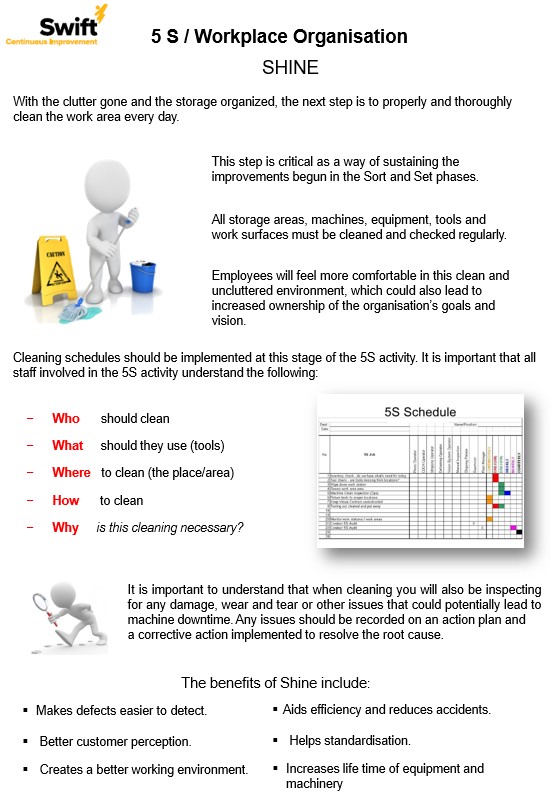 Swift
Continuous Improvement
5 S / Workplace Organisation
SHINE
With the clutter gone and the storage organized, the next step is to properly and thoroughly
clean the work area every day.
This step is critical as a way of sustaining the
improvements begun in the Sort and Set phases.
All storage areas, machines, equipment, tools and
work surfaces must be cleaned and checked regularly.
Employees will feel more comfortable in this clean and
uncluttered environment, which could also lead to
increased ownership of the organisation's goals and
vision.
CAUTION
Cleaning schedules should be implemented at this stage of the 5S activity. It is important that all
staff involved in the 5S activity understand the following:
− Who should clean
− What should they use (tools)
− Where to clean (the place/area)
− How to clean
− Why is this cleaning necessary?
5S Schedule
It is important to understand that when cleaning you will also be inspecting
for any damage, wear and tear or other issues that could potentially lead to
machine downtime. Any issues should be recorded on an action plan and
a corrective action implemented to resolve the root cause.
The benefits of Shine include:
▪ Makes defects easier to detect.
▪ Aids efficiency and reduces accidents.
▪ Better customer perception.
▪ Helps standardisation.
▪ Creates a better working environment.
▪ Increases life time of equipment and
machinery